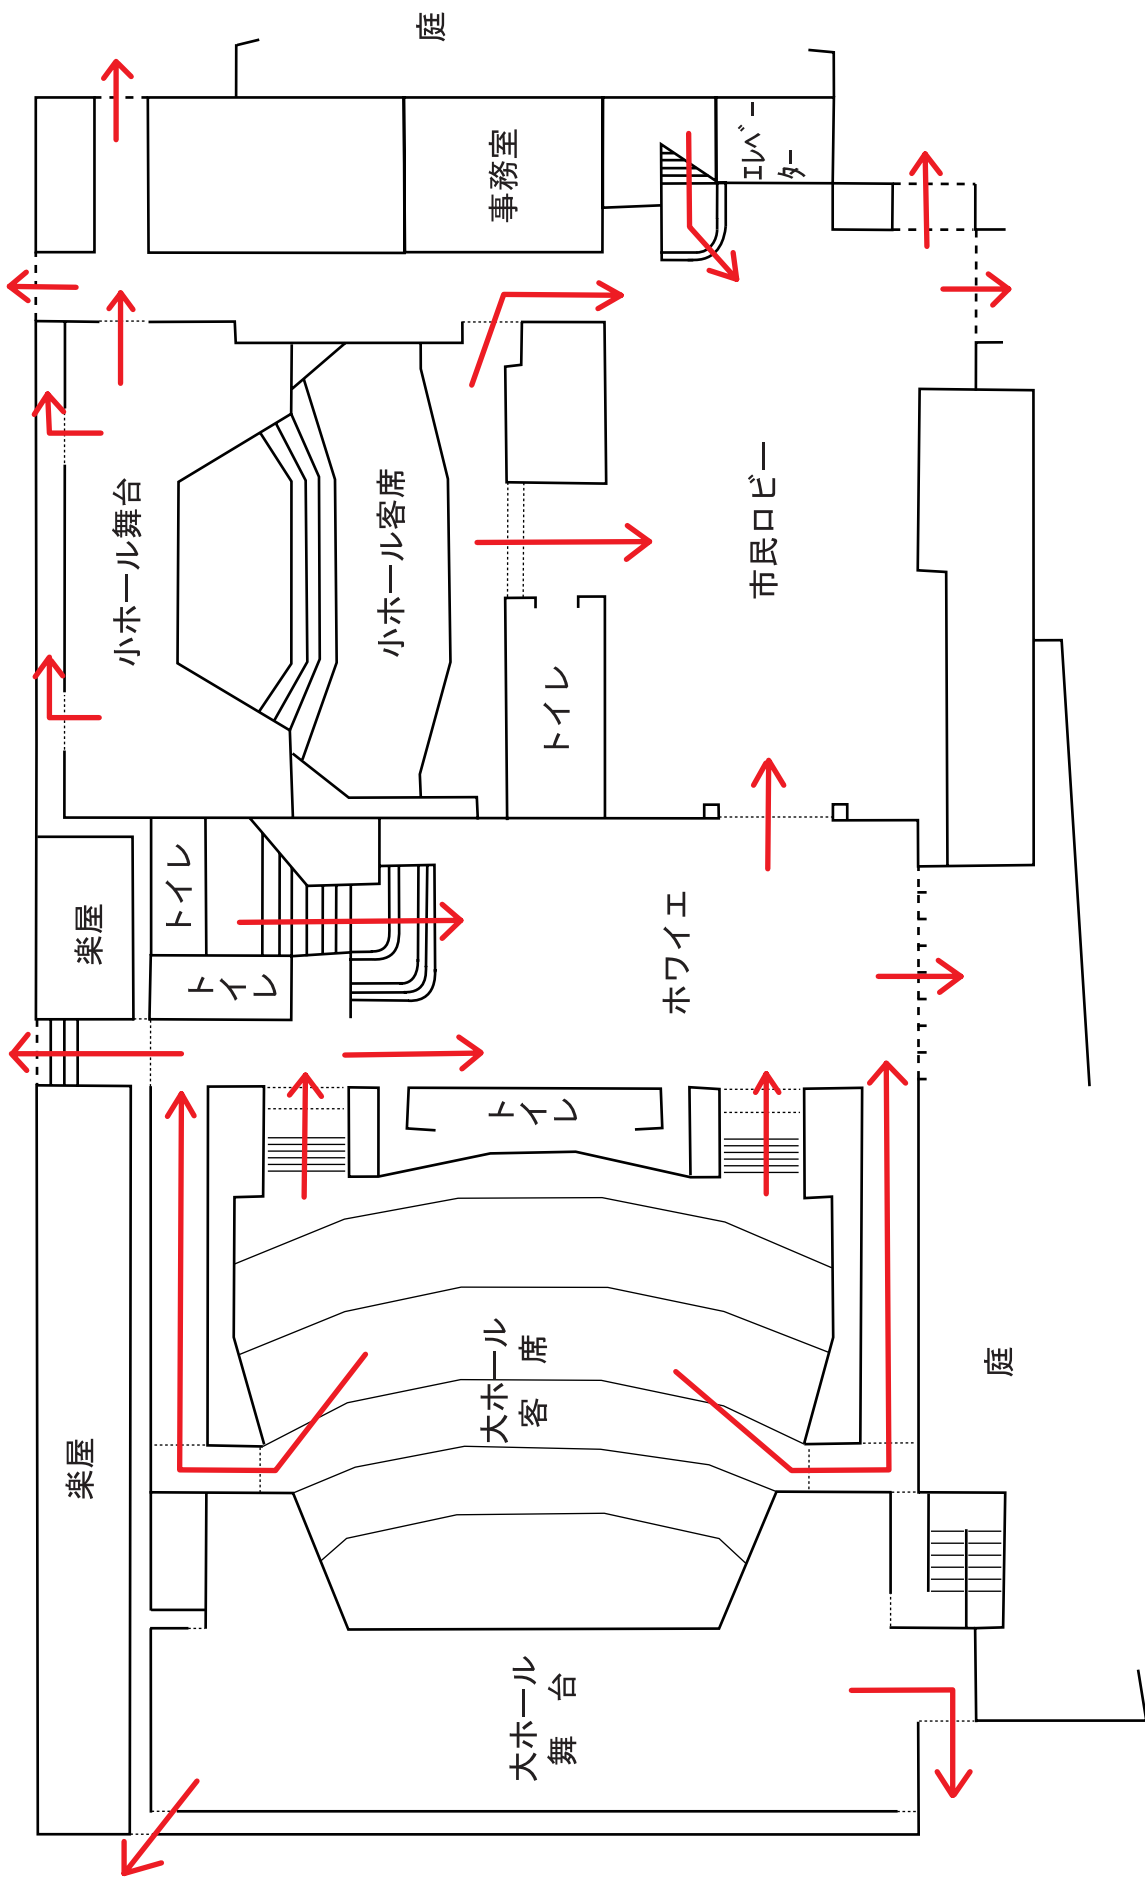 庭
事務室
エレベー
ター
小ホール舞台
小ホール客席
市民ロビー
トイレ
楽屋
トイレ
トイレ
ホワイエ
トイレ
大ホール
客席
庭
楽屋
大ホール
舞台